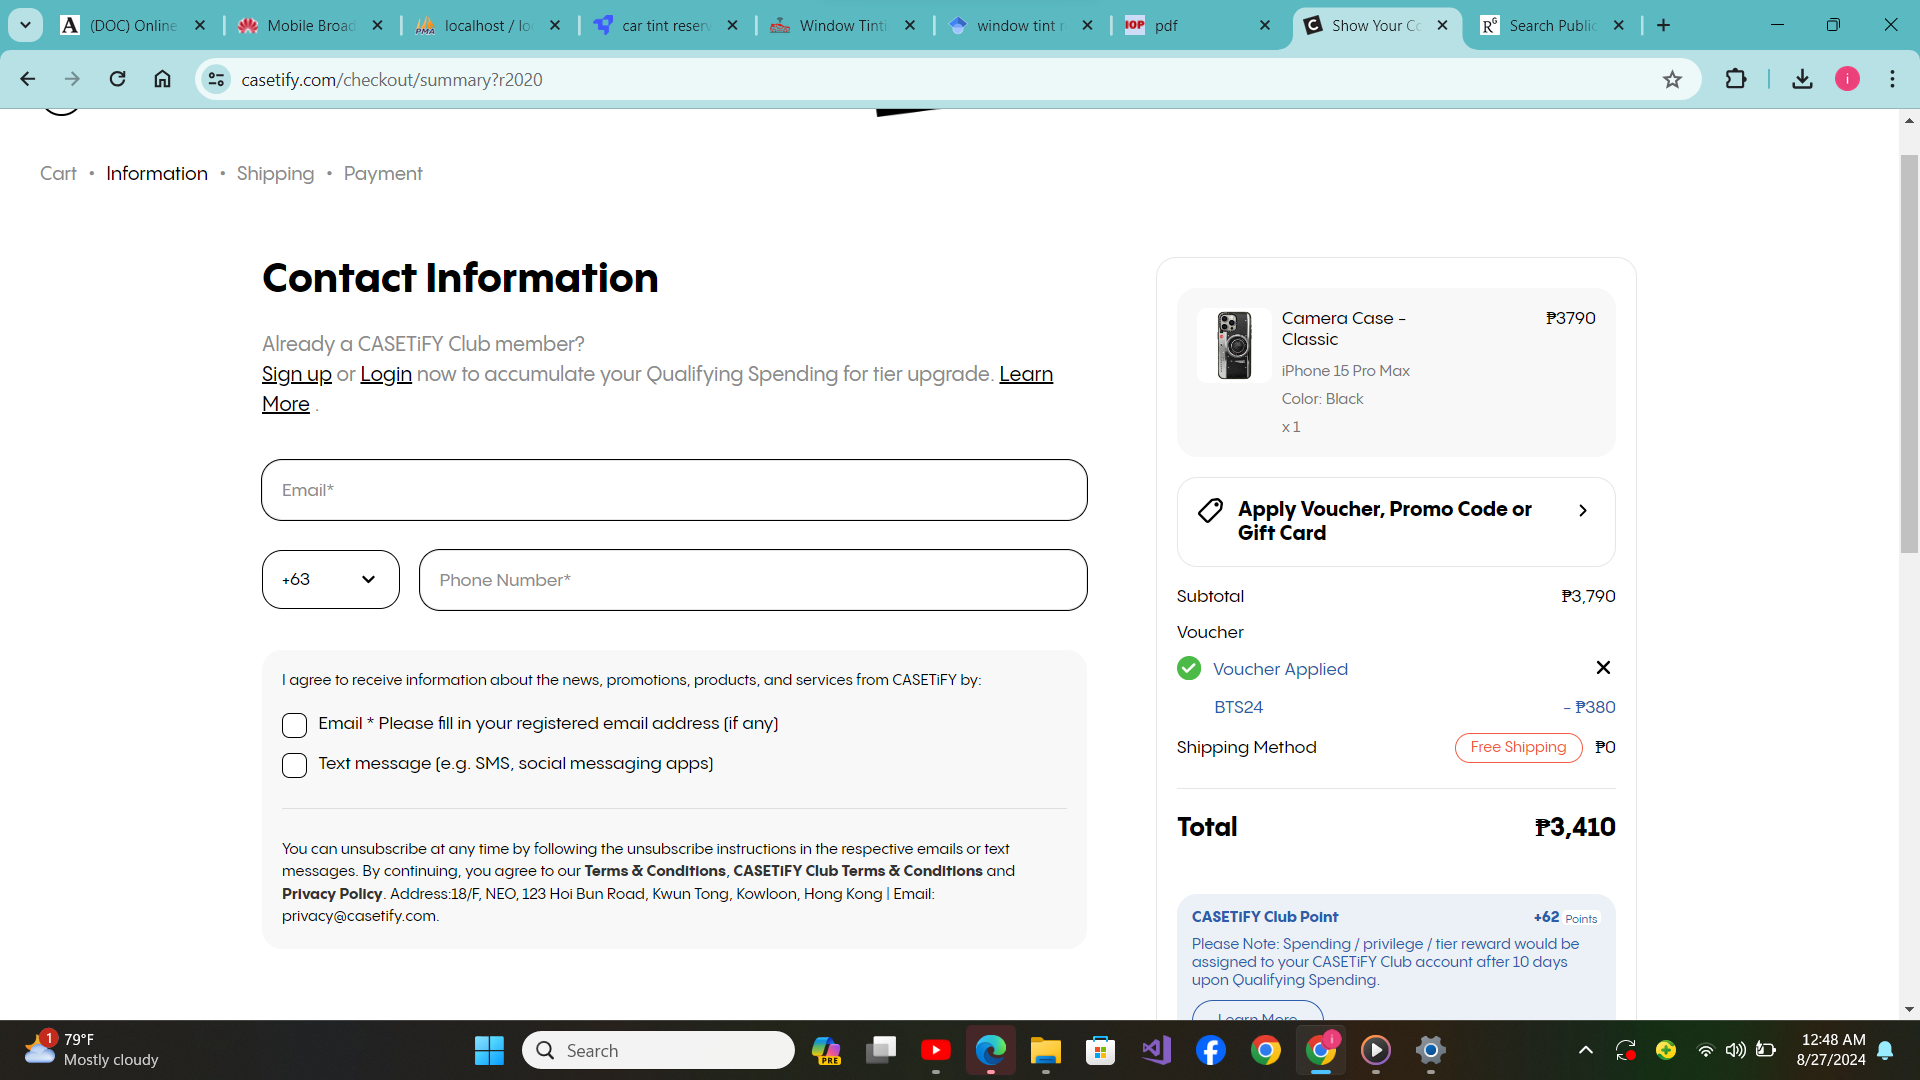 (DOC) Online
Mobile Broad
localhost / lo
car tint reser
Window Tinti
window tint r
pdf
Show Your Co
Search Public
casetify.com/checkout/summary?r2020
Cart • Information • Shipping • Payment
Contact Information
Already a CASETiFY Club member?
Sign up or Login now to accumulate your Qualifying Spending for tier upgrade. Learn
More .
Email*
+63
Phone Number*
I agree to receive information about the news, promotions, products, and services from CASETiFY by:
Email * Please fill in your registered email address (if any)
Text message (e.g. SMS, social messaging apps)
You can unsubscribe at any time by following the unsubscribe instructions in the respective emails or text
messages. By continuing, you agree to our Terms & Conditions, CASETiFY Club Terms & Conditions and
Privacy Policy. Address:18/F, NEO, 123 Hoi Bun Road, Kwun Tong, Kowloon, Hong Kong | Email:
privacy@casetify.com.
Camera Case - ₱3790
Classic
iPhone 15 Pro Max
Color: Black
x 1
Apply Voucher, Promo Code or
Gift Card
Subtotal ₱3,790
Voucher
Voucher Applied
BTS24 - ₱380
Shipping Method Free Shipping ₱0
Total ₱3,410
CASETiFY Club Point +62 Points
Please Note: Spending / privilege / tier reward would be
assigned to your CASETiFY Club account after 10 days
upon Qualifying Spending.
Learn More
1
79°F
Mostly cloudy
Search
PRE
12:48 AM
8/27/2024